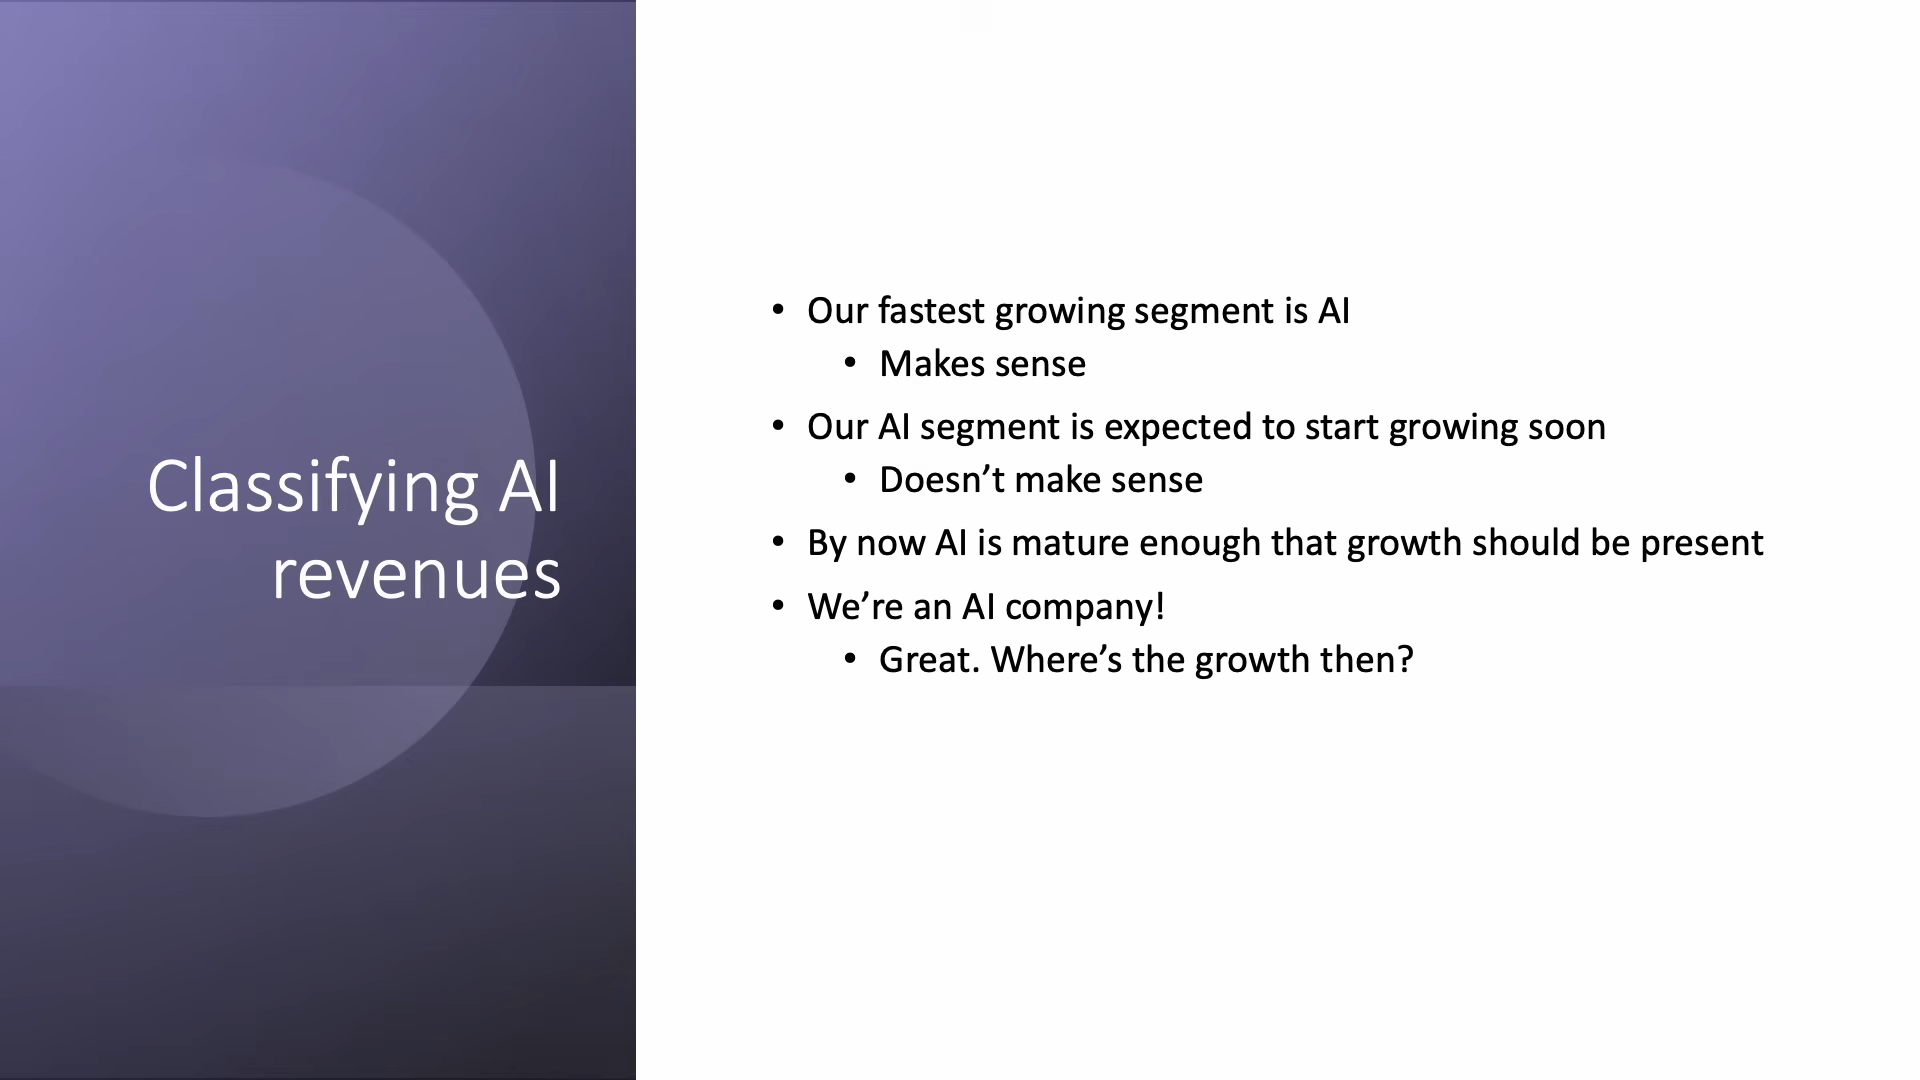 Classifying AI
revenues
• Our fastest growing segment is AI
• Makes sense
• Our AI segment is expected to start growing soon
• Doesn’t make sense
• By now AI is mature enough that growth should be present
• We’re an AI company!
• Great. Where’s the growth then?